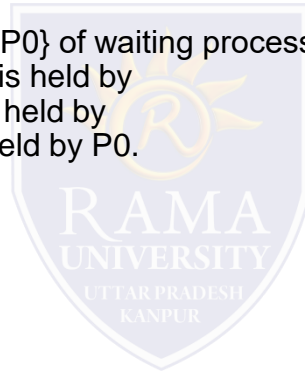 P0} of waiting process
is held by
held by
eld by P0.
R
RAMA
UNIVERSITY
UTTAR PRADESH
KANPUR